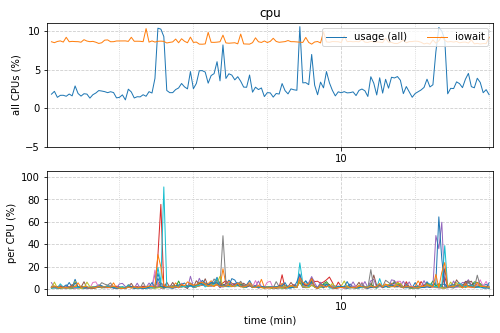 cpu
all CPUs (%)
10
5
0
−5
usage (all)
iowait
10
per CPU (%)
100
80
60
40
20
0
10
time (min)